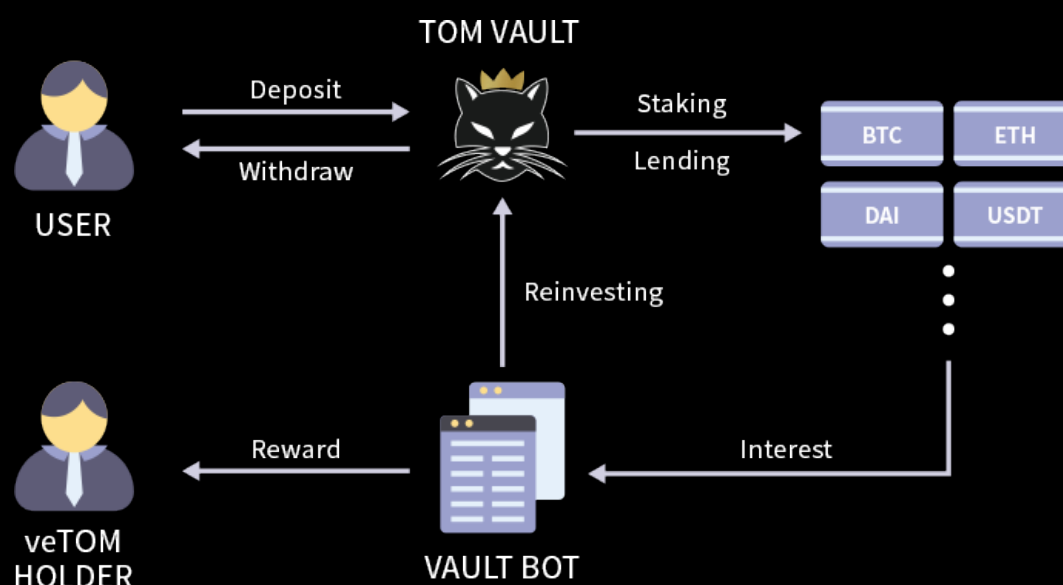 TOM VAULT
Deposit
Withdraw
USER
Staking
Lending
BTC
ETH
DAI
USDT
Reinvesting
Reward
Interest
veTOM
HOLDER
VAULT BOT